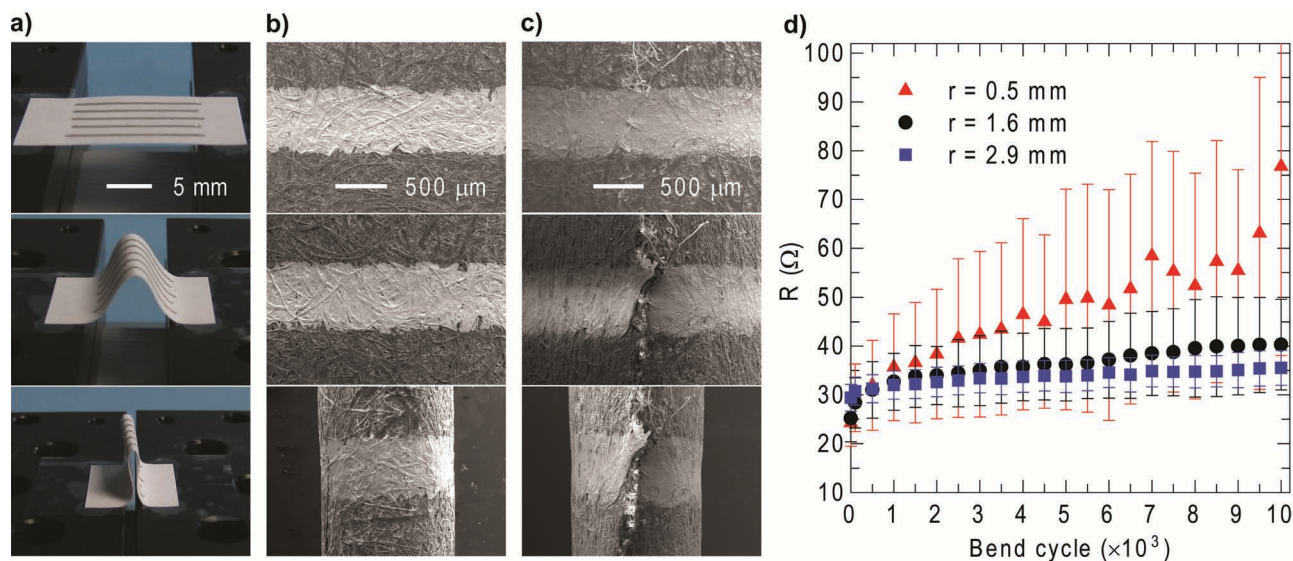 a)
b)
c)
d)
5 mm
500 μm
500 μm
R (Ω)
100
90
80
70
60
50
40
30
20
10
r = 0.5 mm
r = 1.6 mm
r = 2.9 mm
0 1 2 3 4 5 6 7 8 9 10
Bend cycle (×10³)